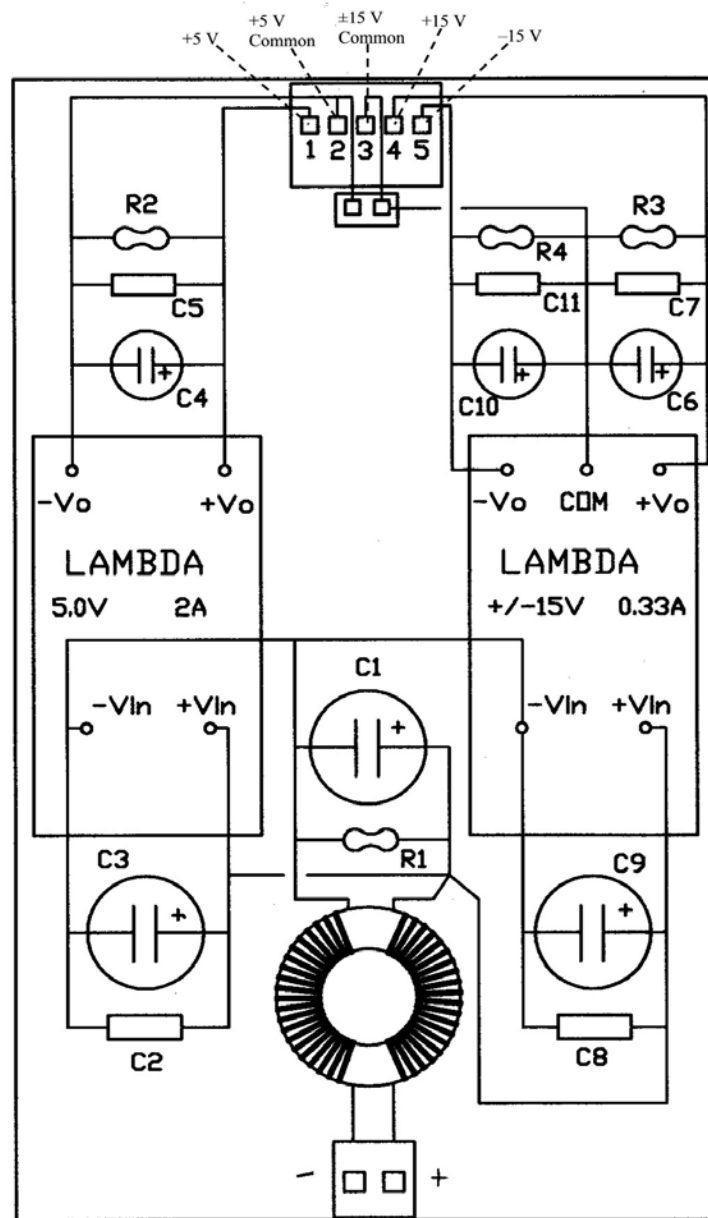 +5 V
+5 V Common
±15 V Common
+15 V
–15 V
1 2 3 4 5
R2
R3
R4
C5
C11
C7
C4
C10
C6
-Vo +Vo
-Vo COM +Vo
LAMBDA
5.0V 2A
LAMBDA
+/-15V 0.33A
C1
+
-VIn +VIn
-VIn +VIn
R1
C3
+
C9
+
C2
C8
- +